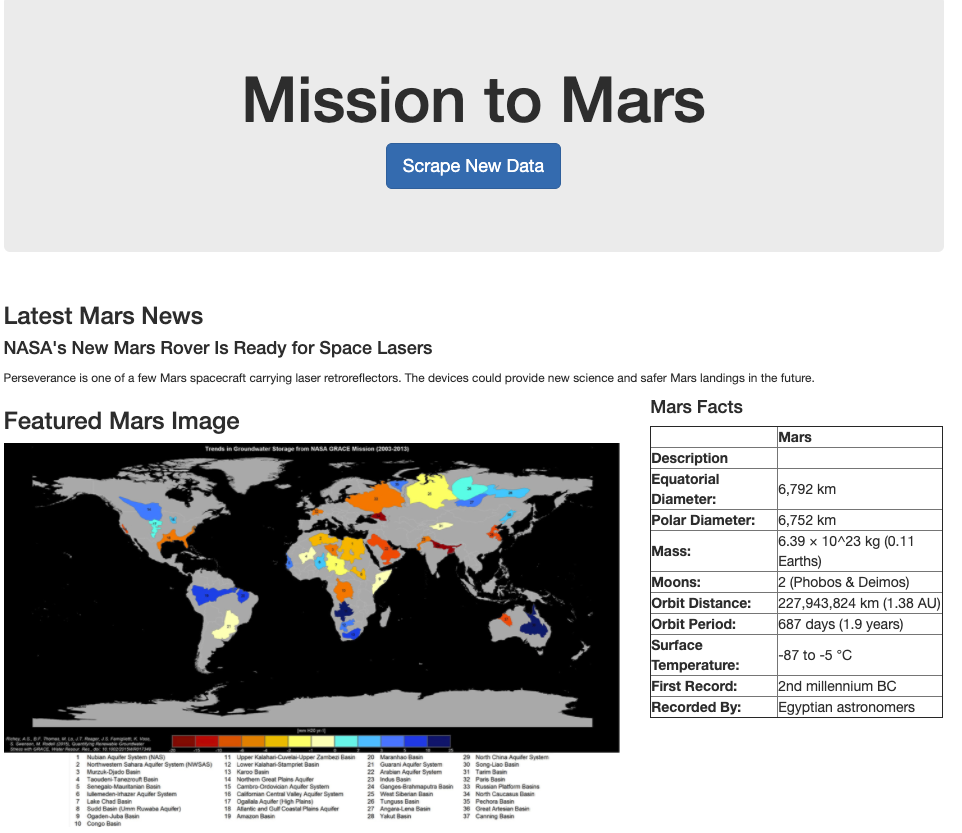 Mission to Mars
Scrape New Data
Latest Mars News
NASA's New Mars Rover Is Ready for Space Lasers
Perseverance is one of a few Mars spacecraft carrying laser retroreflectors. The devices could provide new science and safer Mars landings in the future.
Featured Mars Image
Trends in Groundwater Storage from NASA GRACE Mission (2003-2013)
1 Nubian Aquifer System (NAS)
2 Northwestern Sahara Aquifer System (NWSAS)
3 Murzuk-Djado Basin
4 Taoudeni-Tanezrouft Basin
5 Senegalo-Mauritanian Basin
6 Iullemeden-Irhazer Aquifer System
7 Lake Chad Basin
8 Sudd Basin (Umm Ruwaba Aquifer)
9 Ogaden-Juba Basin
10 Congo Basin
11 Upper Kalahari-Cuvelai-Upper Zambezi Basin
12 Lower Kalahari-Stampriet Basin
13 Karoo Basin
14 Northern Great Plains Aquifer
15 Cambro-Ordovician Aquifer System
16 Californian Central Valley Aquifer System
17 Ogallala Aquifer (High Plains)
18 Atlantic and Gulf Coastal Plains Aquifer
19 Amazon Basin
20 Maranhao Basin
21 Guarani Aquifer System
22 Arabian Aquifer System
23 Indus Basin
24 Ganges-Brahmaputra Basin
25 West Siberian Basin
26 Tunguss Basin
27 Angara-Lena Basin
28 Yakut Basin
29 North China Aquifer System
30 Song-Liao Basin
31 Tarim Basin
32 Paris Basin
33 Russian Platform Basins
34 North Caucasus Basin
35 Pechora Basin
36 Great Artesian Basin
37 Canning Basin
Mars Facts
Mars
Description
Equatorial
Diameter:
6,792 km
Polar Diameter: 6,752 km
Mass:
6.39 × 10^23 kg (0.11
Earths)
Moons: 2 (Phobos & Deimos)
Orbit Distance: 227,943,824 km (1.38 AU)
Orbit Period: 687 days (1.9 years)
Surface
Temperature:
-87 to -5 °C
First Record: 2nd millennium BC
Recorded By: Egyptian astronomers